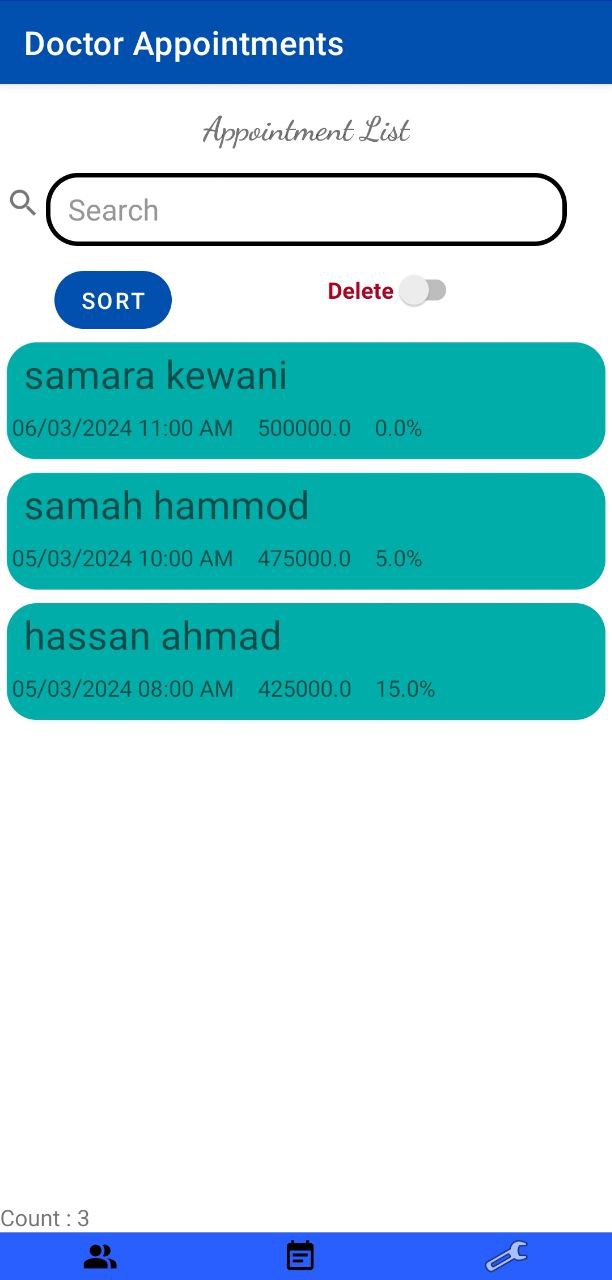 Doctor Appointments
Appointment List
Search
SORT
Delete
samara kewani
06/03/2024 11:00 AM 500000.0 0.0%
samah hammod
05/03/2024 10:00 AM 475000.0 5.0%
hassan ahmad
05/03/2024 08:00 AM 425000.0 15.0%
Count : 3